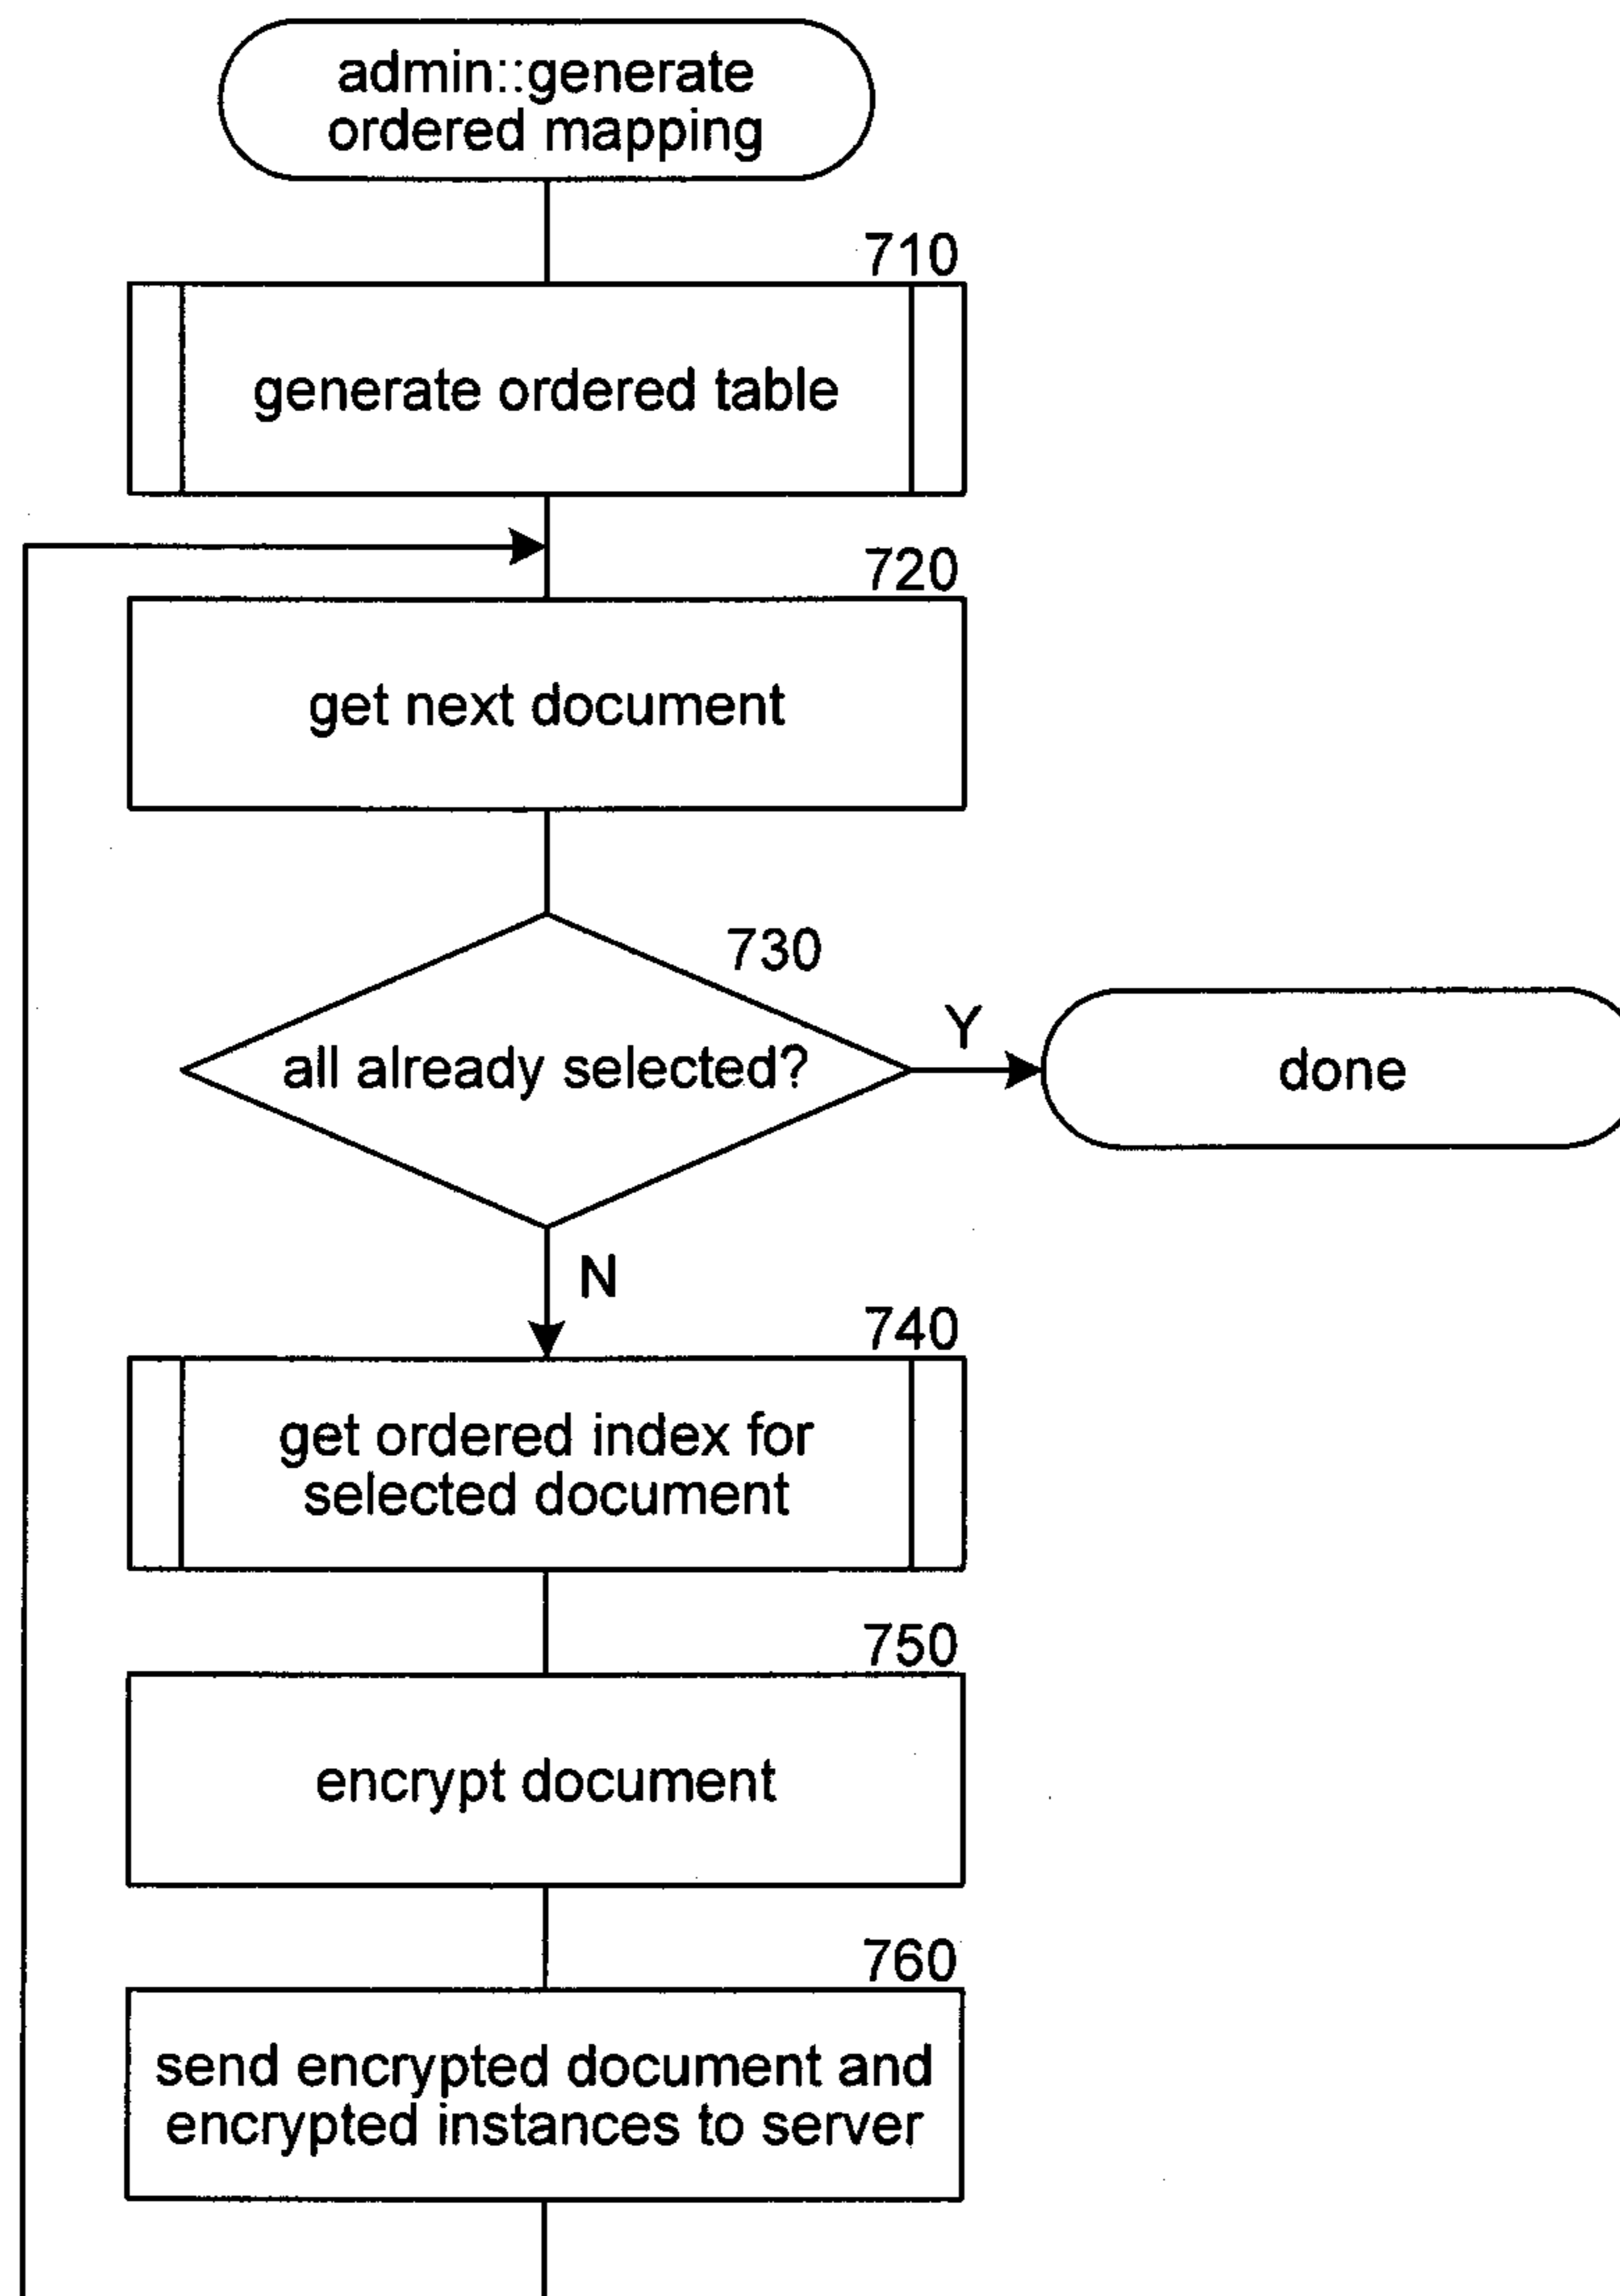 admin::generate
ordered mapping
710
generate ordered table
720
get next document
730
all already selected?
Y
done
N
740
get ordered index for
selected document
750
encrypt document
760
send encrypted document and
encrypted instances to server